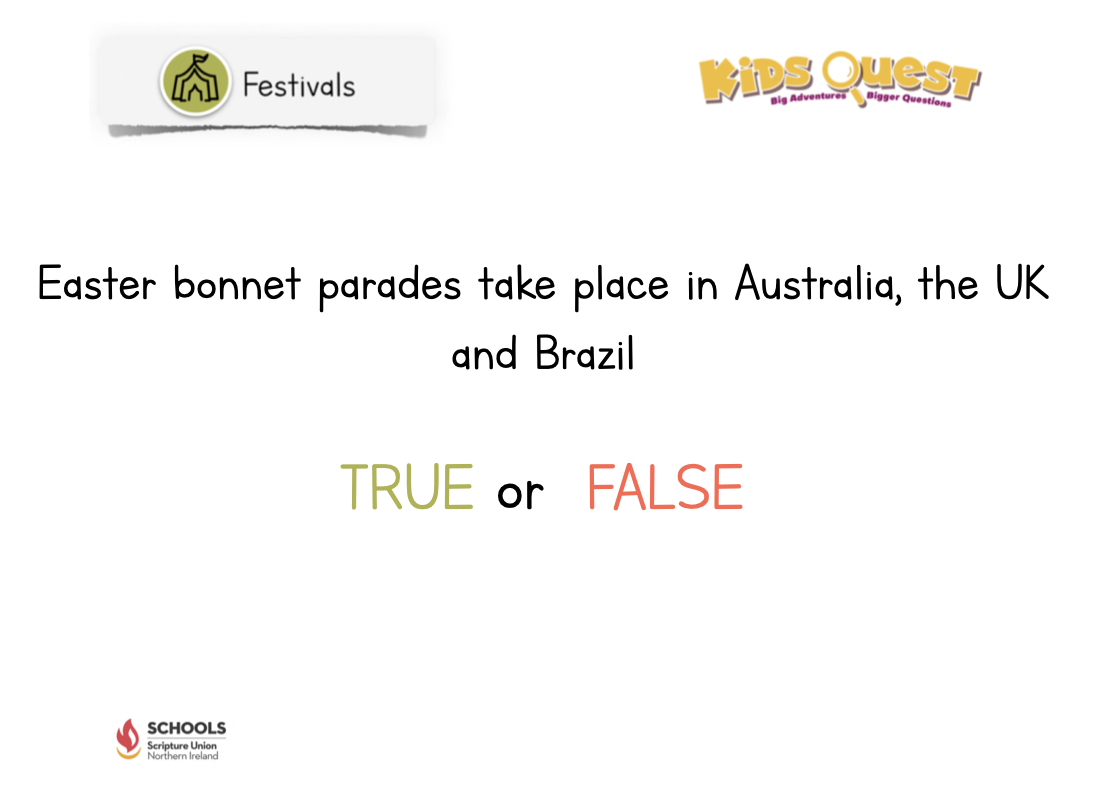 Festivals
KiDS QuesT
Big Adventures Bigger Questions
Easter bonnet parades take place in Australia, the UK
and Brazil
TRUE or FALSE
SCHOOLS
Scripture Union
Northern Ireland